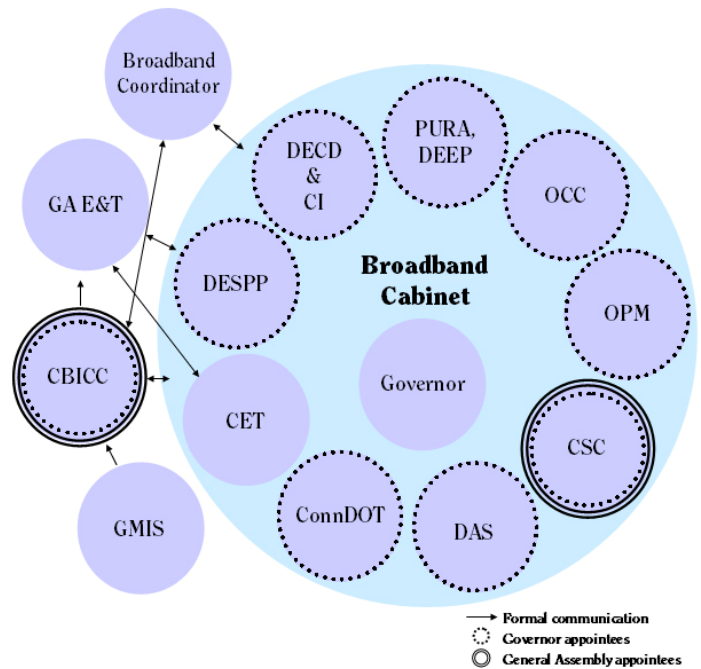 Broadband
Coordinator
PURA,
DEEP
DECD
&
CI
OCC
GA E&T
DESPP
Broadband
Cabinet
OPM
CBICC
Governor
CET
CSC
ConnDOT
DAS
GMIS
Formal communication
Governor appointees
General Assembly appointees